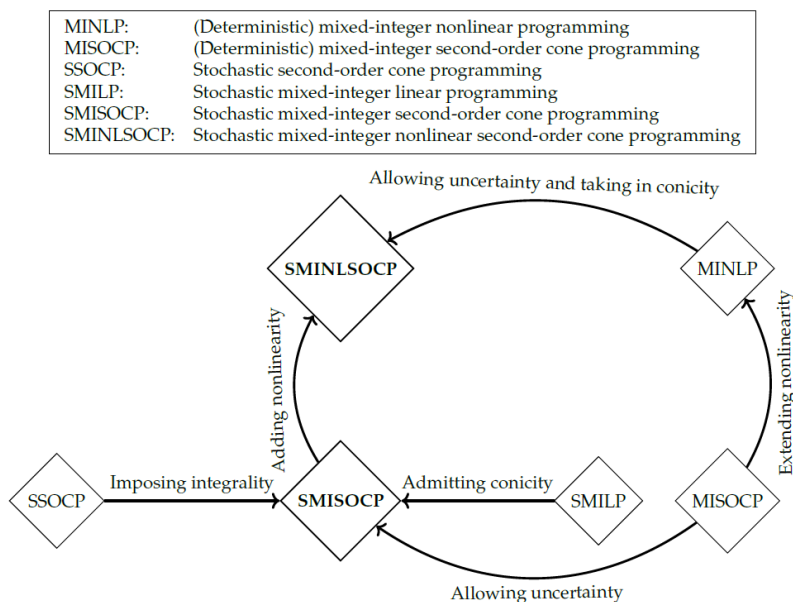 MINLP: (Deterministic) mixed-integer nonlinear programming
MISOCP: (Deterministic) mixed-integer second-order cone programming
SSOCP: Stochastic second-order cone programming
SMILP: Stochastic mixed-integer linear programming
SMISOCP: Stochastic mixed-integer second-order cone programming
SMINLSOCP: Stochastic mixed-integer nonlinear second-order cone programming
Allowing uncertainty and taking in conicity
SMINLSOCP
MINLP
Adding nonlinearity
Extending nonlinearity
SSOCP
Imposing integrality
SMISOCP
Admitting conicity
SMILP
MISOCP
Allowing uncertainty